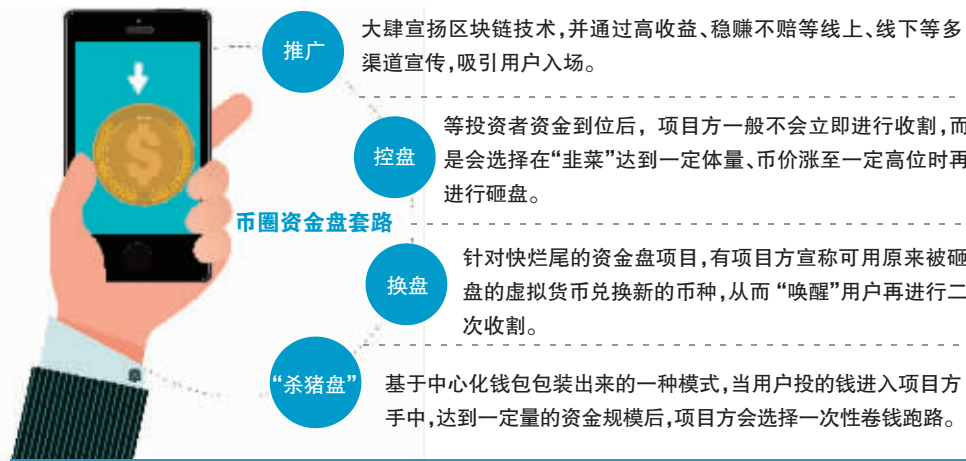 推广
大肆宣扬区块链技术,并通过高收益、稳赚不赔等线上、线下等多
渠道宣传,吸引用户入场。
控盘
等投资者资金到位后，项目方一般不会立即进行收割,而
是会选择在“韭菜”达到一定体量、币价涨至一定高位时再
进行砸盘。
币圈资金盘套路
换盘
针对快烂尾的资金盘项目,有项目方宣称可用原来被砸
盘的虚拟货币兑换新的币种,从而“唤醒”用户再进行二
次收割。
“杀猪盘”
基于中心化钱包包装出来的一种模式,当用户投的钱进入项目方
手中,达到一定量的资金规模后,项目方会选择一次性卷钱跑路。